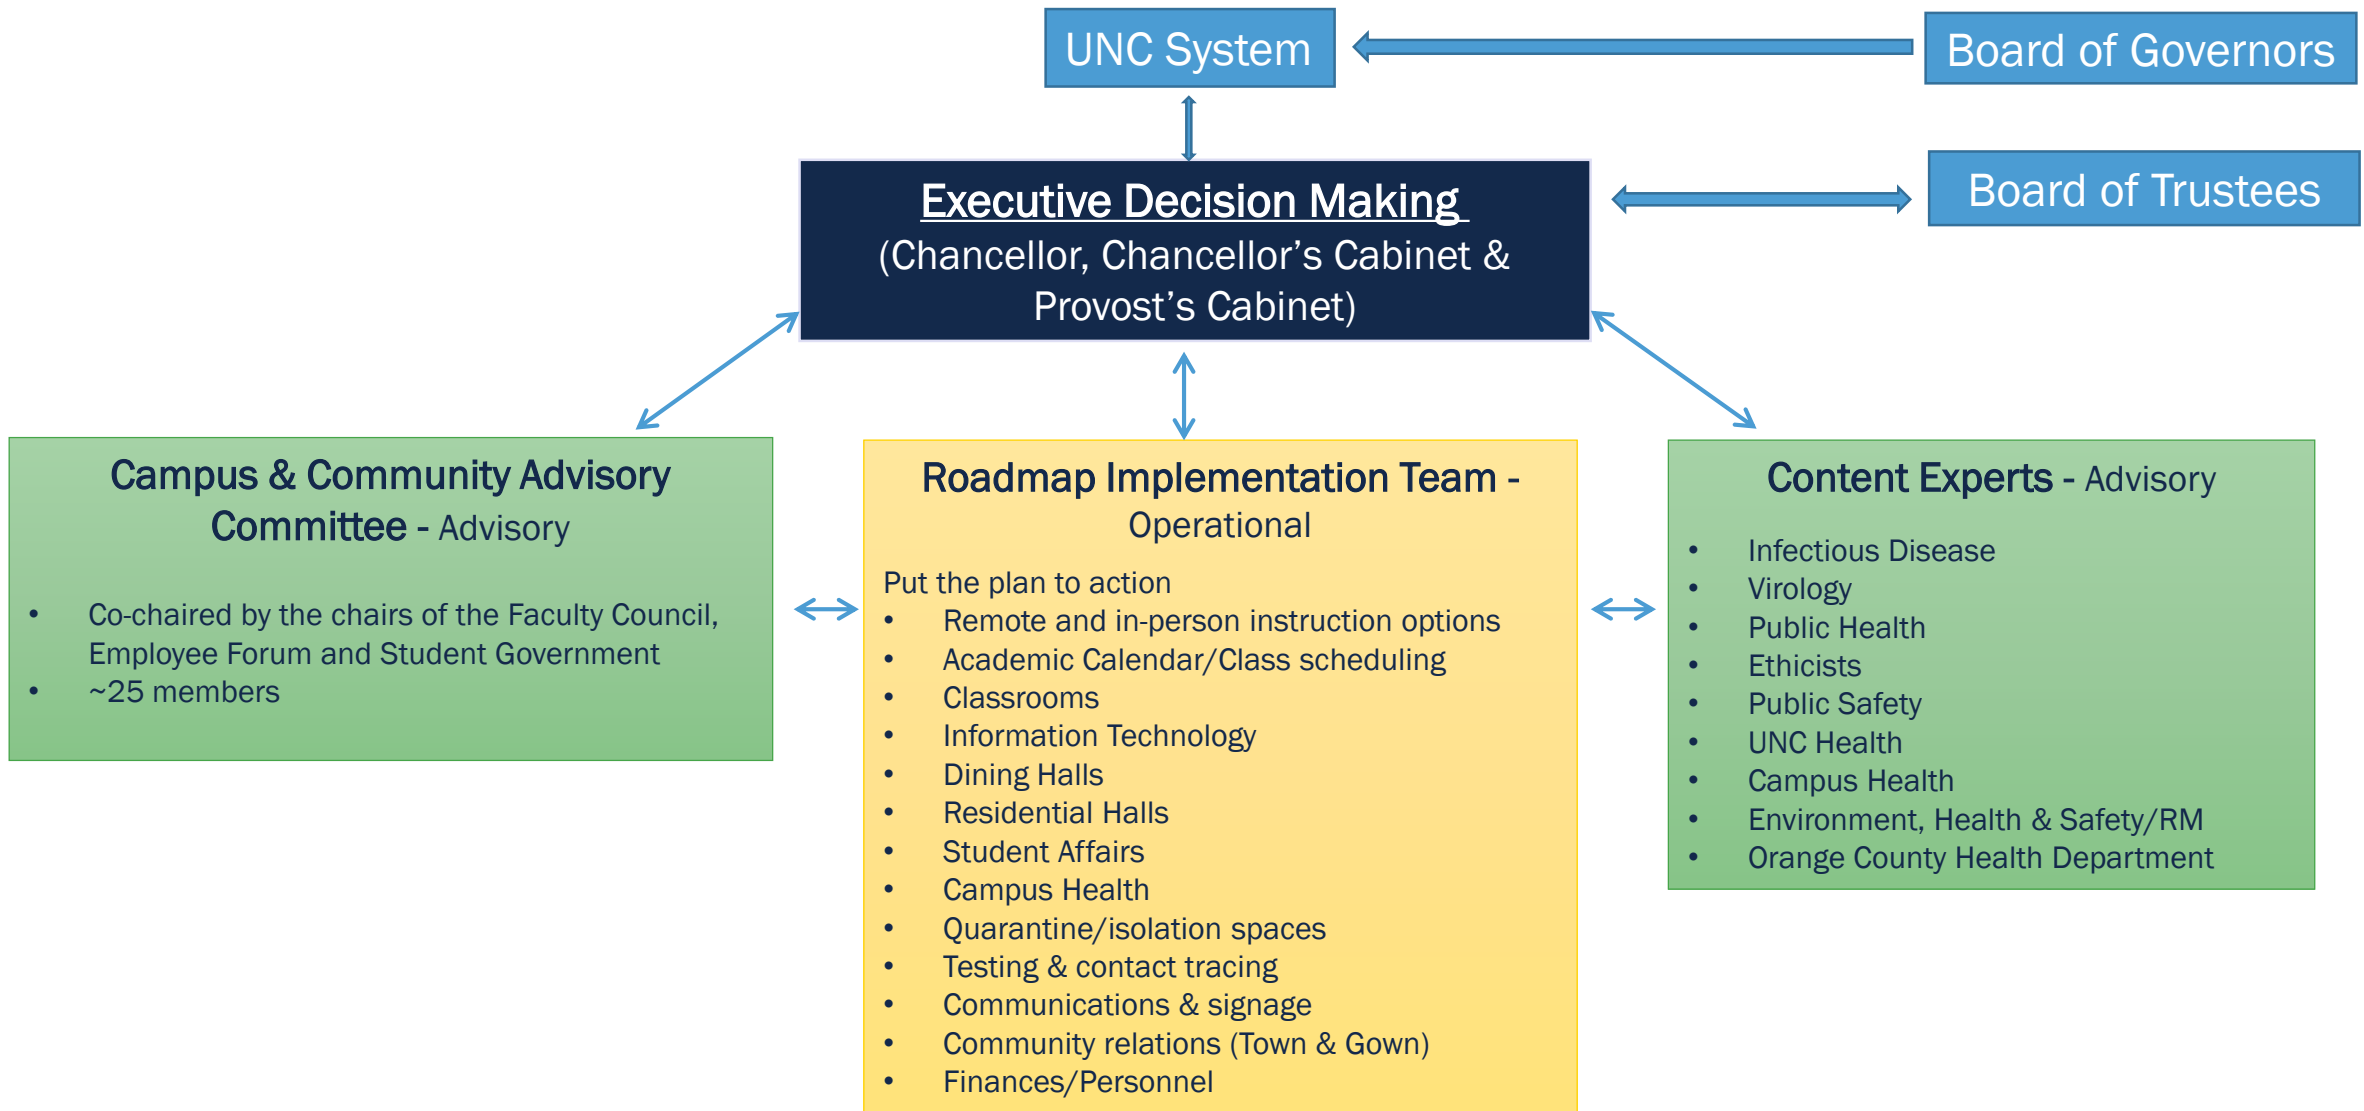 UNC System
Board of Governors
Board of Trustees
Executive Decision Making
(Chancellor, Chancellor’s Cabinet &
Provost’s Cabinet)
Campus & Community Advisory
Committee - Advisory
• Co-chaired by the chairs of the Faculty Council,
Employee Forum and Student Government
• ~25 members
Roadmap Implementation Team -
Operational
Put the plan to action
• Remote and in-person instruction options
• Academic Calendar/Class scheduling
• Classrooms
• Information Technology
• Dining Halls
• Residential Halls
• Student Affairs
• Campus Health
• Quarantine/isolation spaces
• Testing & contact tracing
• Communications & signage
• Community relations (Town & Gown)
• Finances/Personnel
Content Experts - Advisory
• Infectious Disease
• Virology
• Public Health
• Ethicists
• Public Safety
• UNC Health
• Campus Health
• Environment, Health & Safety/RM
• Orange County Health Department